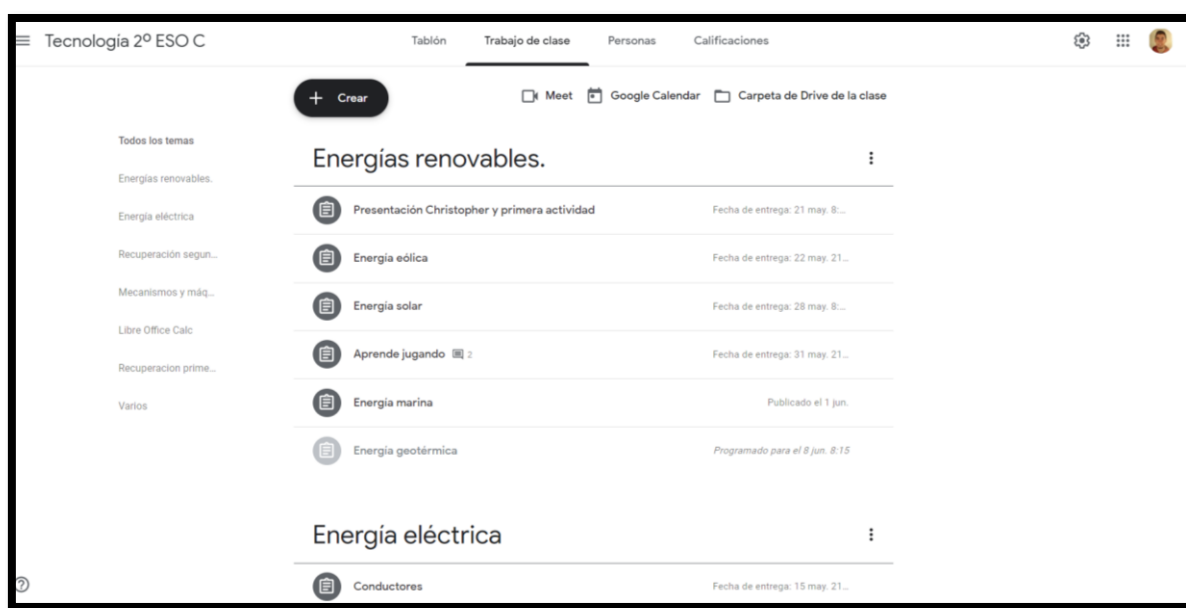 Tecnología 2º ESO C
Tablón Trabajo de clase Personas Calificaciones
+ Crear
Meet Google Calendar Carpeta de Drive de la clase
Todos los temas
Energías renovables.
Energía eléctrica
Recuperación segun...
Mecanismos y máq...
Libre Office Calc
Recuperacion prime...
Varios
Energías renovables.
Presentación Christopher y primera actividad Fecha de entrega: 21 may. 8:...
Energía eólica Fecha de entrega: 22 may. 21...
Energía solar Fecha de entrega: 28 may. 8:...
Aprende jugando 2 Fecha de entrega: 31 may. 21...
Energía marina Publicado el 1 jun.
Energía geotérmica Programado para el 8 jun. 8:15
Energía eléctrica
Conductores Fecha de entrega: 15 may. 21...